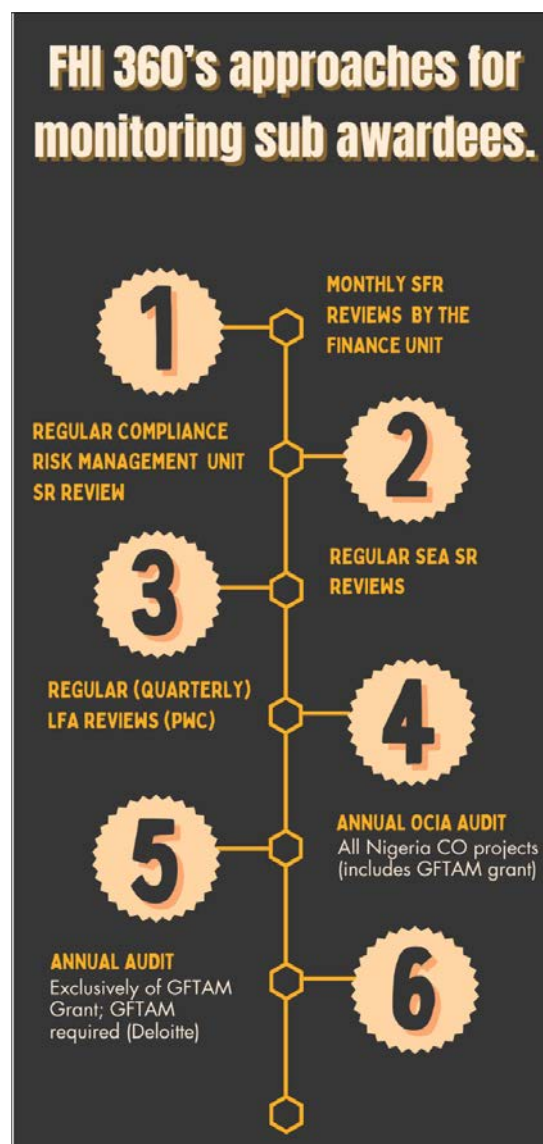 FHI 360's approaches for
monitoring sub awardees.
1
MONTHLY SFR
REVIEWS BY THE
FINANCE UNIT
REGULAR COMPLIANCE
RISK MANAGEMENT UNIT
SR REVIEW
2
3
REGULAR SEA SR
REVIEWS
REGULAR (QUARTERLY)
LFA REVIEWS (PWC)
4
5
ANNUAL OCIA AUDIT
All Nigeria CO projects
(includes GFTAM grant)
ANNUAL AUDIT
Exclusively of GFTAM
Grant; GFTAM
required (Deloitte)
6